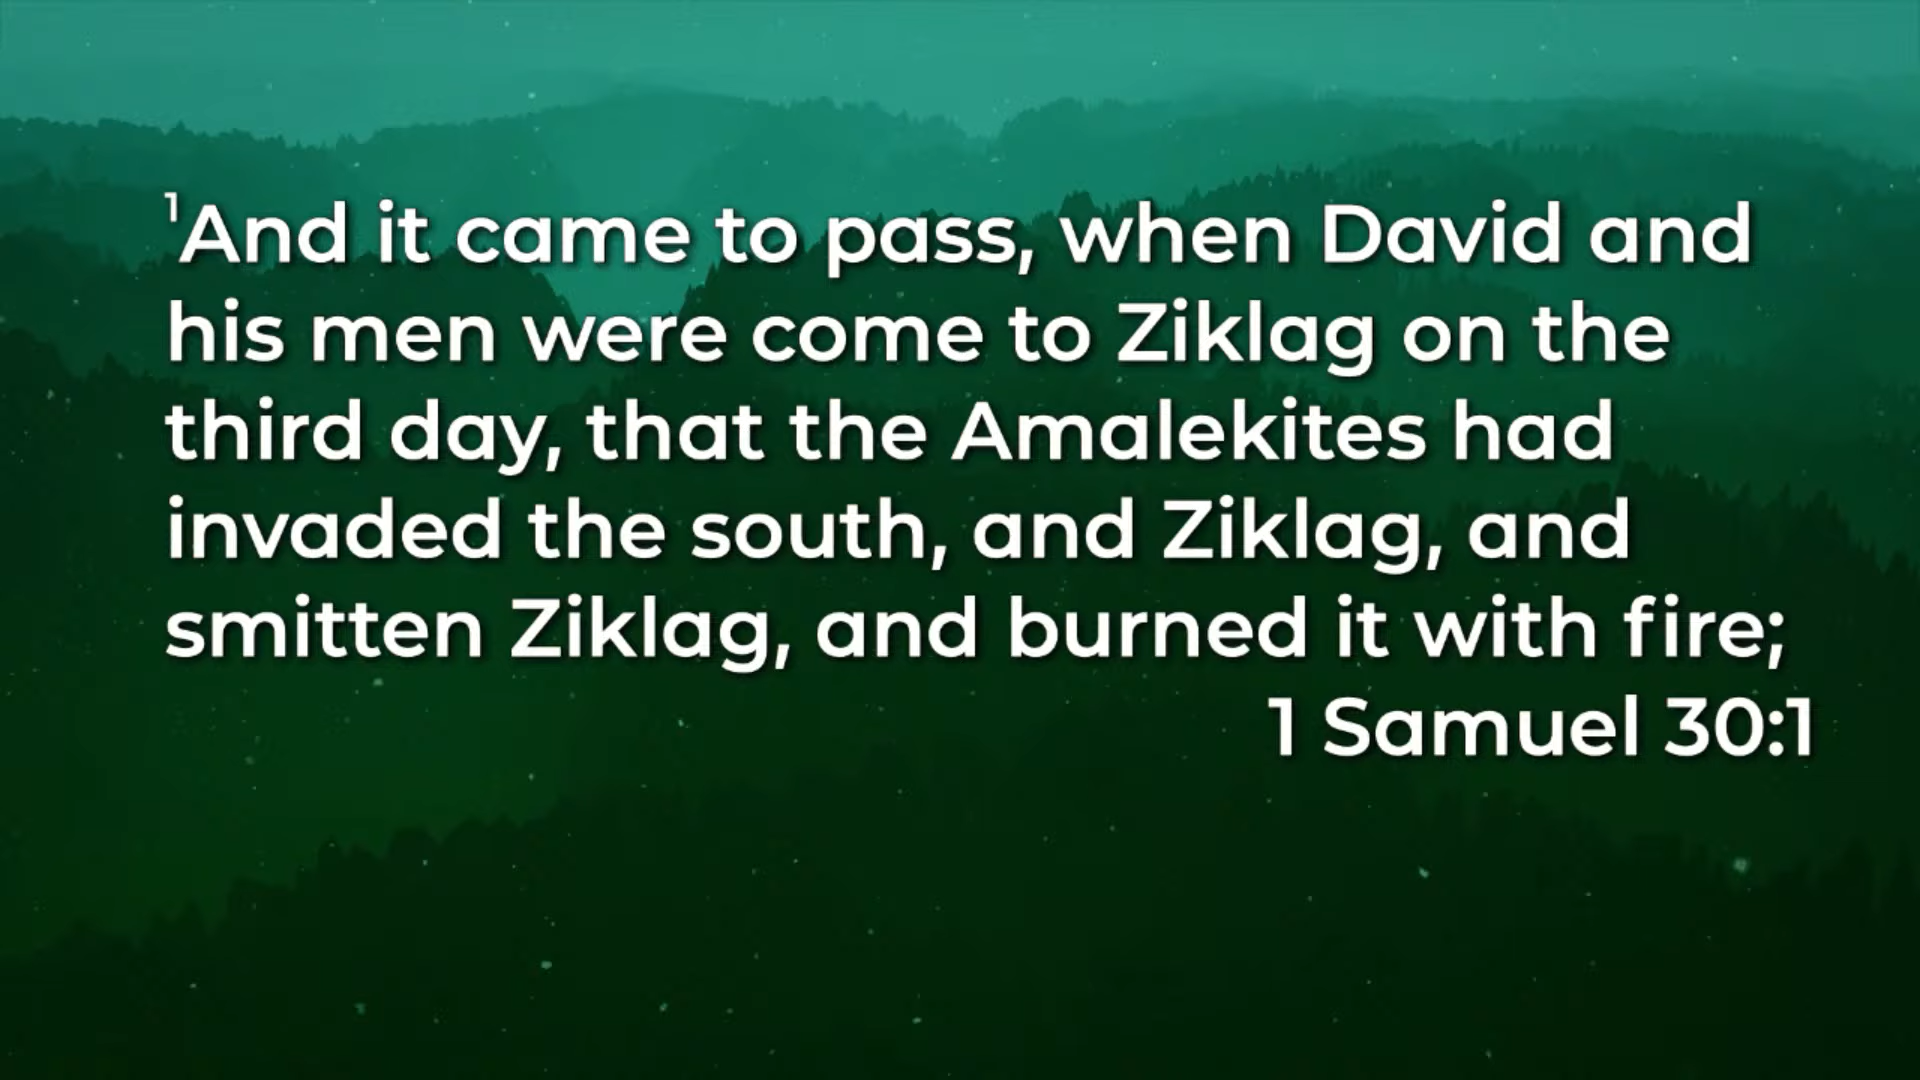 ¹And it came to pass, when David and
his men were come to Ziklag on the
third day, that the Amalekites had
invaded the south, and Ziklag, and
smitten Ziklag, and burned it with fire;
1 Samuel 30:1